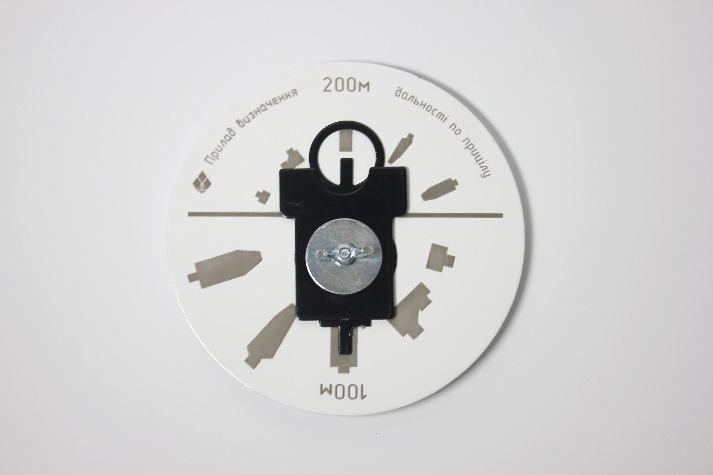 200м
Прилад визначення
дальності по прицілу
100м